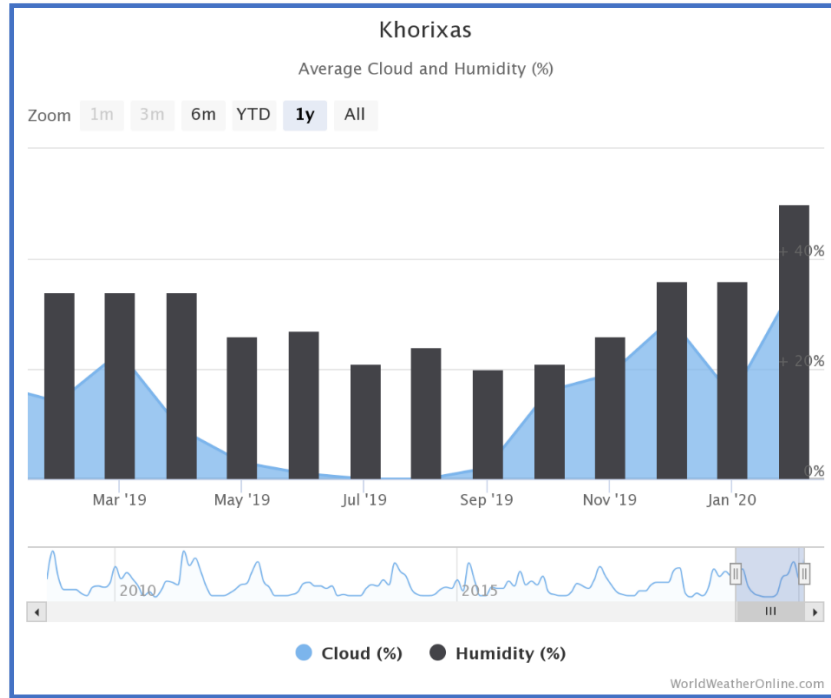 Khorixas
Average Cloud and Humidity (%)
Zoom 1m 3m 6m YTD 1y All
+ 40%
+ 20%
0%
Mar '19 May '19 Jul '19 Sep '19 Nov '19 Jan '20
2010 2015
Cloud (%) Humidity (%)
WorldWeatherOnline.com